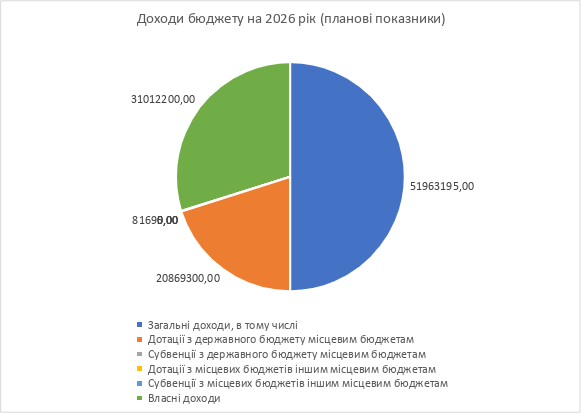 Доходи бюджету на 2026 рік (планові показники)
31012200,00
51963195,00
20869300,00
Загальні доходи, в тому числі
Дотації з державного бюджету місцевим бюджетам
Субвенції з державного бюджету місцевим бюджетам
Дотації з місцевих бюджетів іншим місцевим бюджетам
Субвенції з місцевих бюджетів іншим місцевим бюджетам
Власні доходи